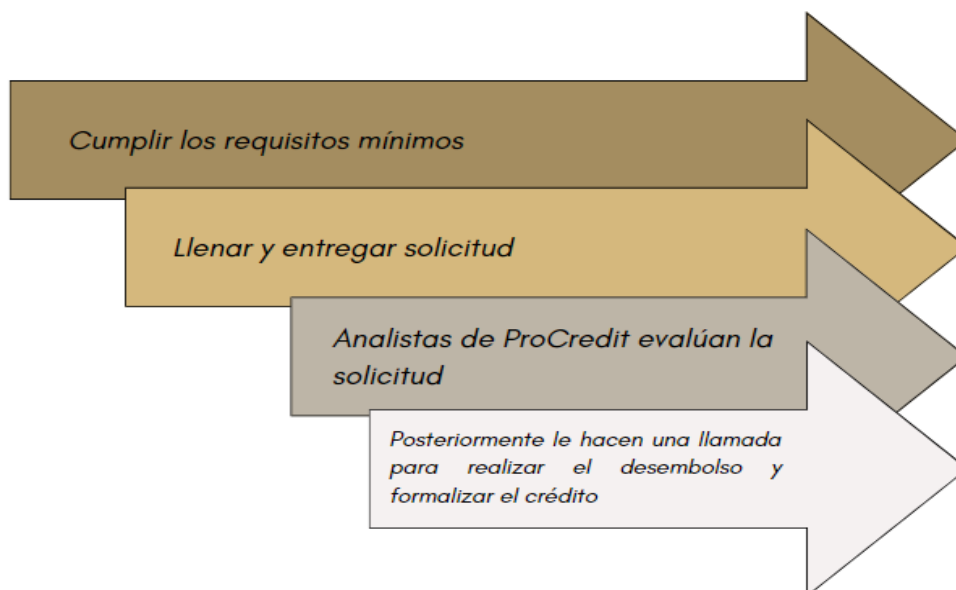 Cumplir los requisitos mínimos
Llenar y entregar solicitud
Analistas de ProCredit evalúan la
solicitud
Posteriormente le hacen una llamada
para realizar el desembolso y
formalizar el crédito